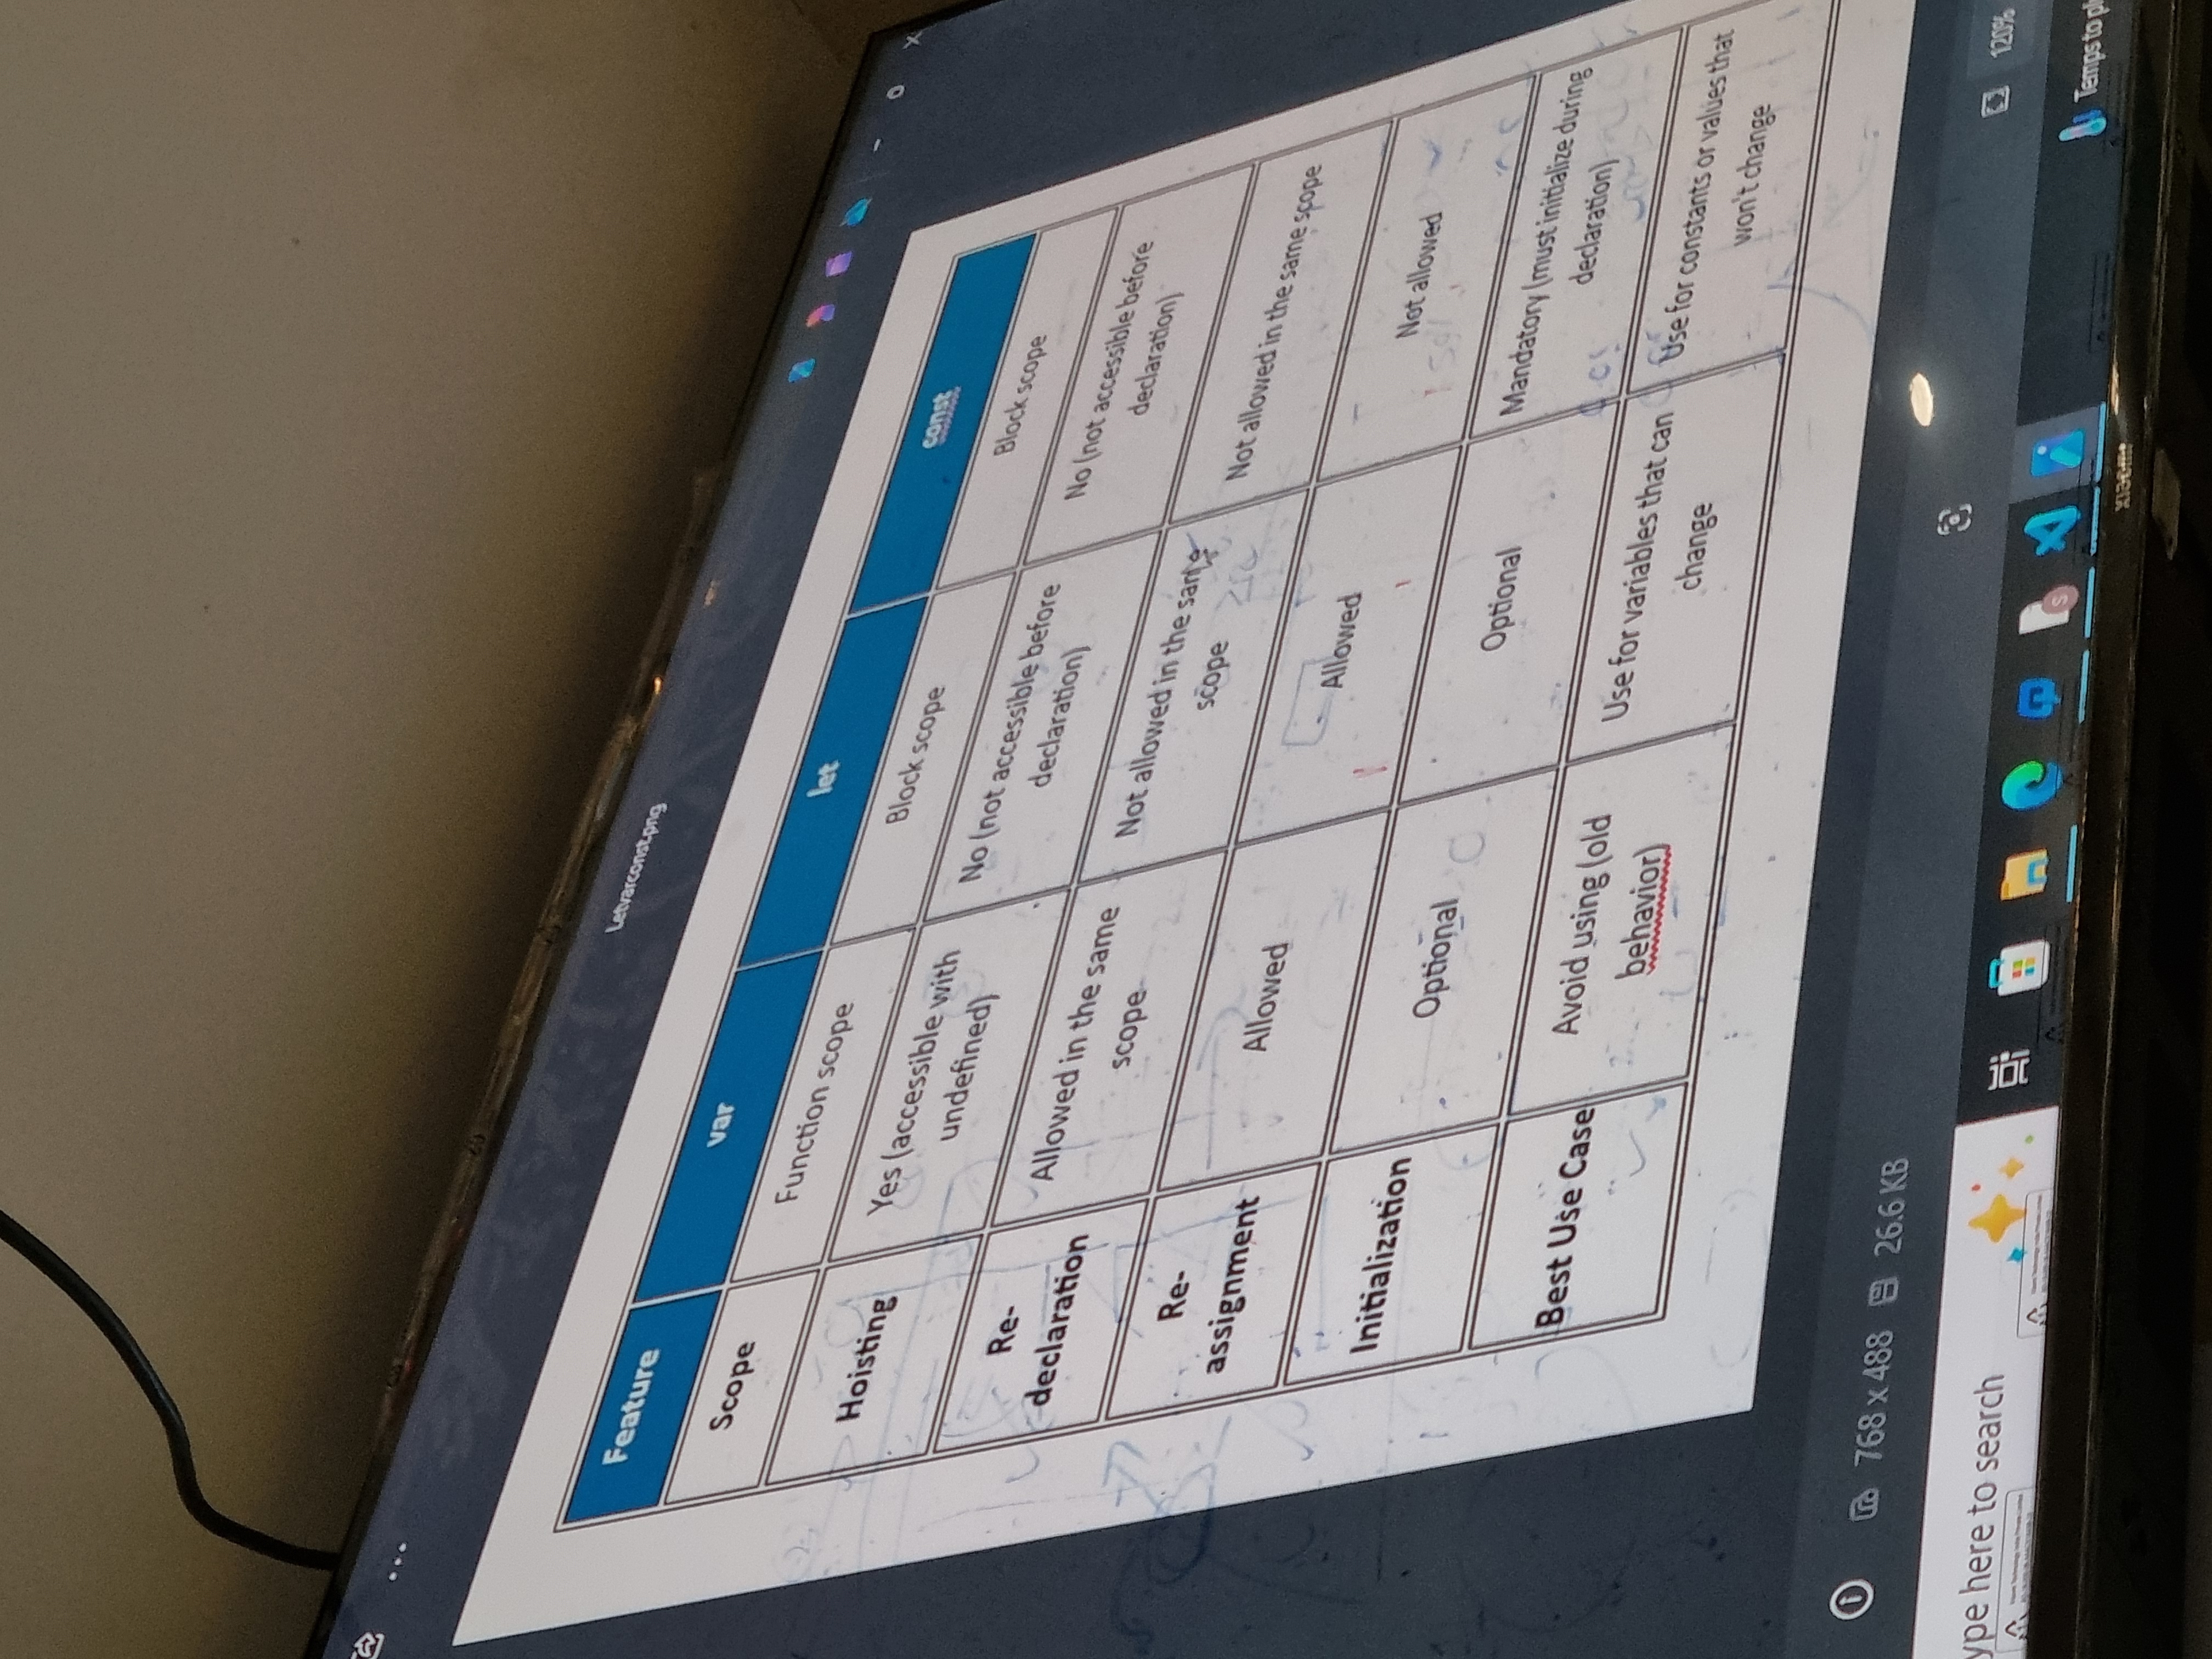 Letvarconst.png
Feature
var
let
const
Scope
Function scope
Block scope
Block scope
Hoisting
Yes (accessible with
undefined)
No (not accessible before
declaration)
No (not accessible before
declaration)
Re-
declaration
Allowed in the same
scope
Not allowed in the same
scope
Not allowed in the same scope
Re-
assignment
Allowed
Allowed
Not allowed
Initialization
Optional
Optional
Mandatory (must initialize during
declaration)
Best Use Case
Avoid using (old
behavior)
Use for variables that can
change
Use for constants or values that
won't change
768 x 488
26.6 KB
120%
ype here to search
Temps to pl
xiaomi